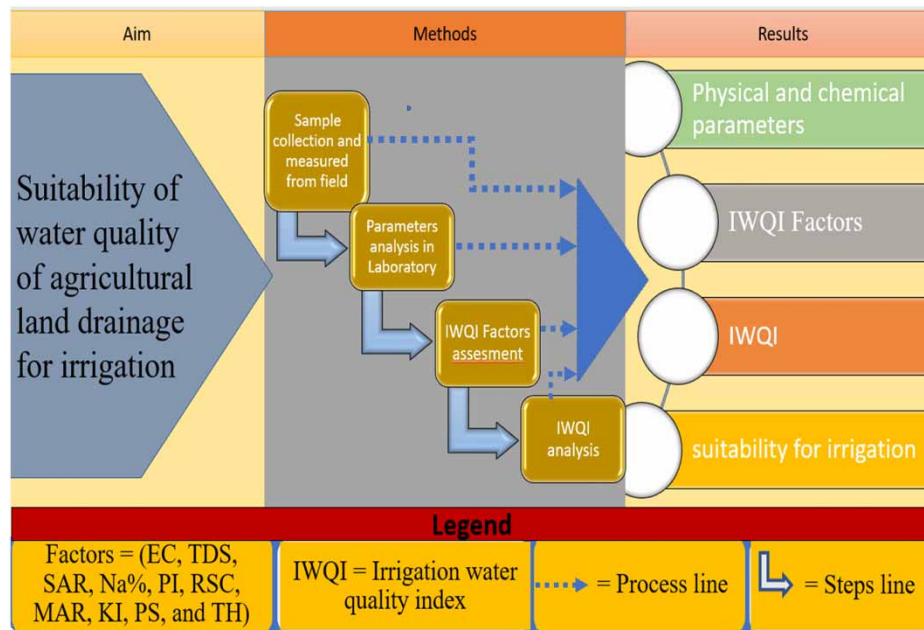 Aim
Methods
Results
Suitability of
water quality
of agricultural
land drainage
for irrigation
Sample
collection and
measured
from field
Parameters
analysis in
Laboratory
IWQI Factors
assesment
IWQI
analysis
Physical and chemical
parameters
IWQI Factors
IWQI
suitability for irrigation
Legend
Factors = (EC, TDS,
SAR, Na%, PI, RSC,
MAR, KI, PS, and TH)
IWQI = Irrigation water
quality index
= Process line
= Steps line